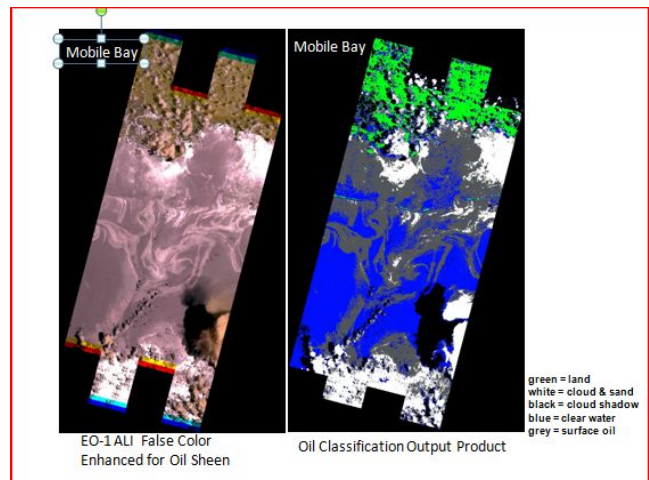 Mobile Bay
Mobile Bay
green = land
white = cloud & sand
black = cloud shadow
blue = clear water
grey = surface oil
EO-1 ALI False Color
Enhanced for Oil Sheen
Oil Classification Output Product